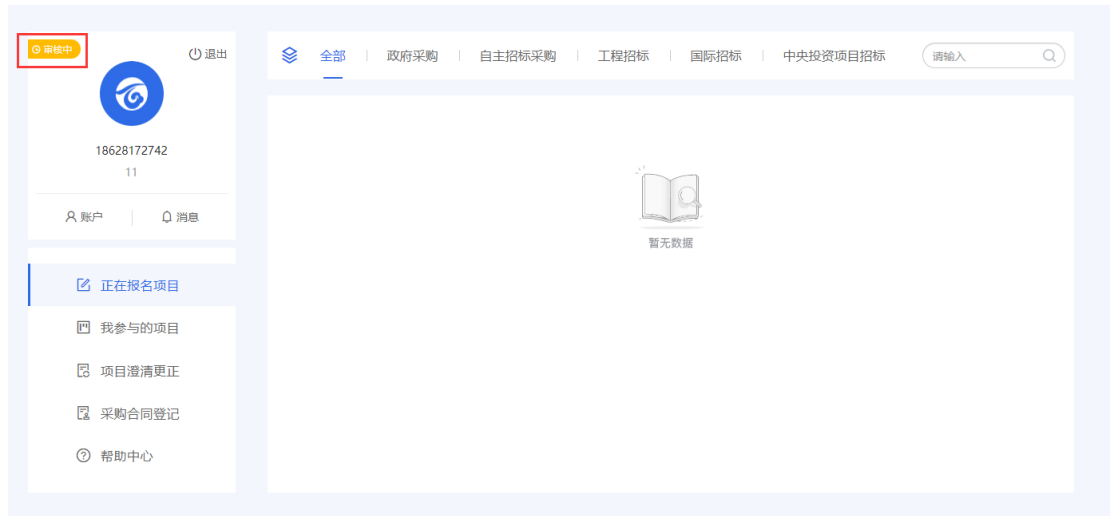 审核中
退出
18628172742
11
账户
消息
正在报名项目
我参与的项目
项目澄清更正
采购合同登记
帮助中心
全部 政府采购 自主招标采购 工程招标 国际招标 中央投资项目招标 请输入
暂无数据